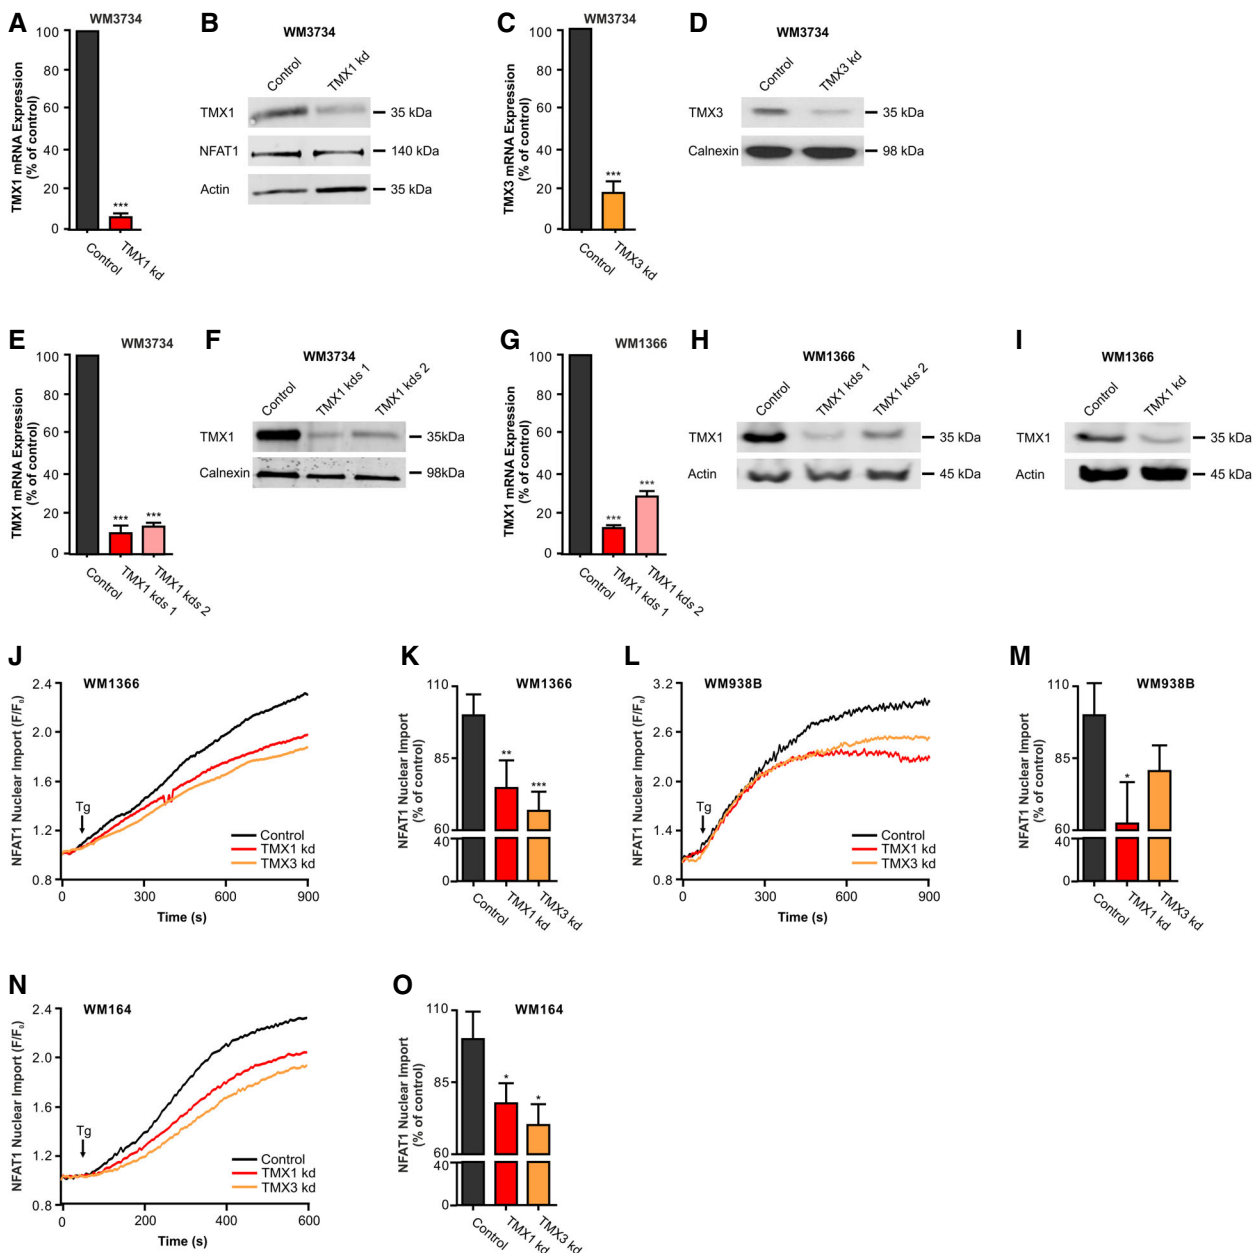 A
WM3734
TMX1 mRNA Expression
(% of control)
100
80
60
40
20
0
***
Control
TMX1 kd
B
WM3734
Control
TMX1 kd
TMX1
35 kDa
NFAT1
140 kDa
Actin
35 kDa
C
WM3734
TMX3 mRNA Expression
(% of control)
100
80
60
40
20
0
***
Control
TMX3 kd
D
WM3734
Control
TMX3 kd
TMX3
35 kDa
Calnexin
98 kDa
E
WM3734
TMX1 mRNA Expression
(% of control)
100
80
60
40
20
0
***
***
Control
TMX1 kds 1
TMX1 kds 2
F
WM3734
Control
TMX1 kds 1
TMX1 kds 2
TMX1
35kDa
Calnexin
98kDa
G
WM1366
TMX1 mRNA Expression
(% of control)
100
80
60
40
20
0
***
***
Control
TMX1 kds 1
TMX1 kds 2
H
WM1366
Control
TMX1 kds 1
TMX1 kds 2
TMX1
35 kDa
Actin
45 kDa
I
WM1366
Control
TMX1 kd
TMX1
35 kDa
Actin
45 kDa
J
WM1366
NFAT1 Nuclear Import (F/F0)
2.4
2.0
1.6
1.2
0.8
Tg
Control
TMX1 kd
TMX3 kd
0
300
600
900
Time (s)
K
WM1366
NFAT1 Nuclear Import
(% of control)
110
85
60
40
0
**
***
Control
TMX1 kd
TMX3 kd
L
WM938B
NFAT1 Nuclear Import (F/F0)
3.2
2.6
2.0
1.4
0.8
Tg
Control
TMX1 kd
TMX3 kd
0
300
600
900
Time (s)
M
WM938B
NFAT1 Nuclear Import
(% of control)
110
85
60
40
0
*
Control
TMX1 kd
TMX3 kd
N
WM164
NFAT1 Nuclear Import (F/F0)
2.4
2.0
1.6
1.2
0.8
Tg
Control
TMX1 kd
TMX3 kd
0
200
400
600
Time (s)
O
WM164
NFAT1 Nuclear Import
(% of control)
110
85
60
40
0
*
*
Control
TMX1 kd
TMX3 kd